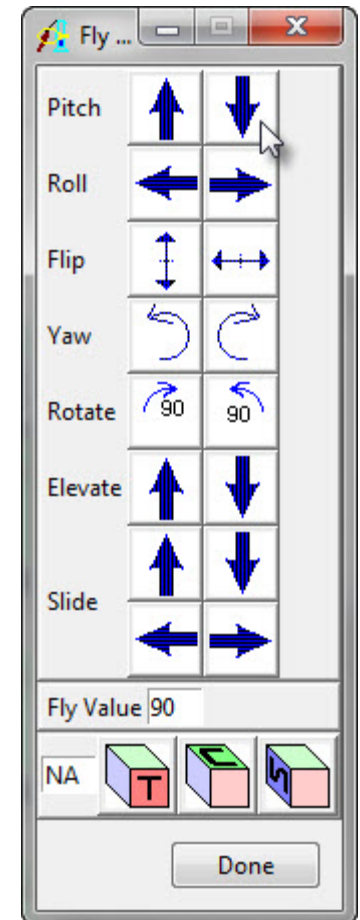 Fly ...
Pitch
Roll
Flip
Yaw
Rotate 90 90
Elevate
Slide
Fly Value 90
NA T U S
Done